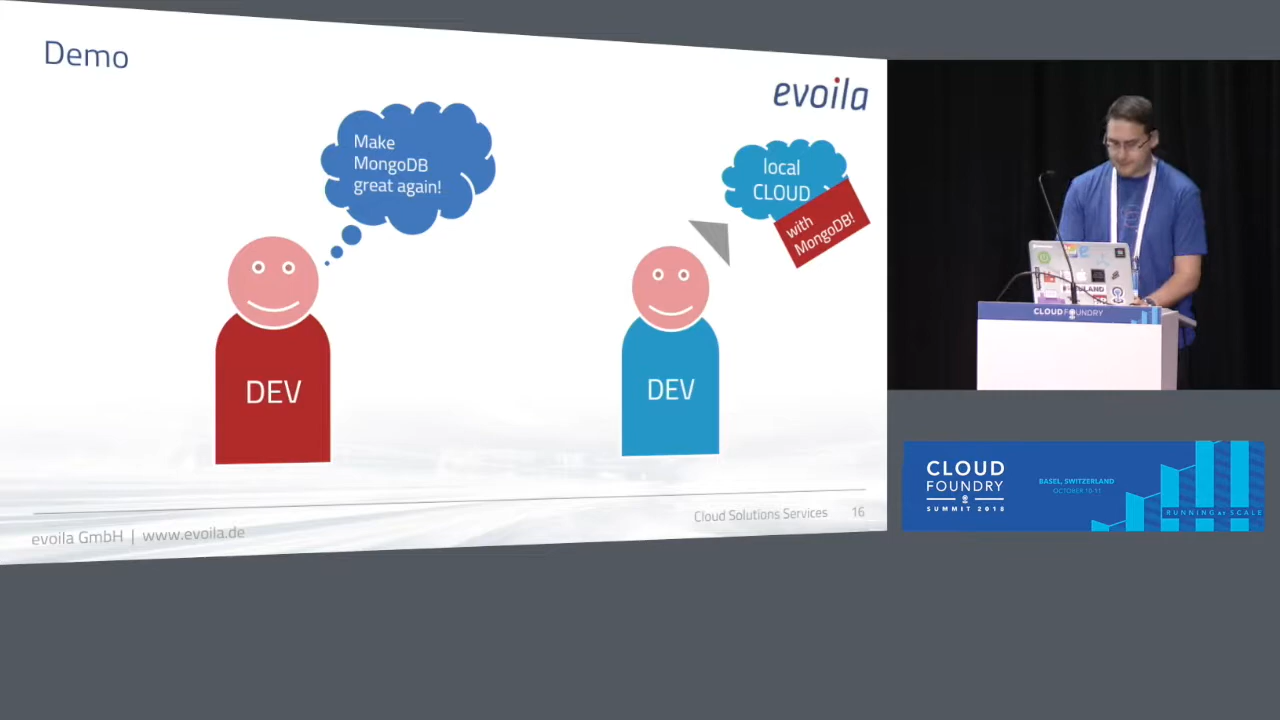 Demo
evoila
Make
MongoDB
great again!
local
CLOUD
with
MongoDB!
DEV
DEV
evoila GmbH | www.evoila.de
Cloud Solutions Services 16
CLOUD FOUNDRY
CLOUD
FOUNDRY
SUMMIT 2018
BASEL, SWITZERLAND
OCTOBER 10-11
RUNNING AT SCALE